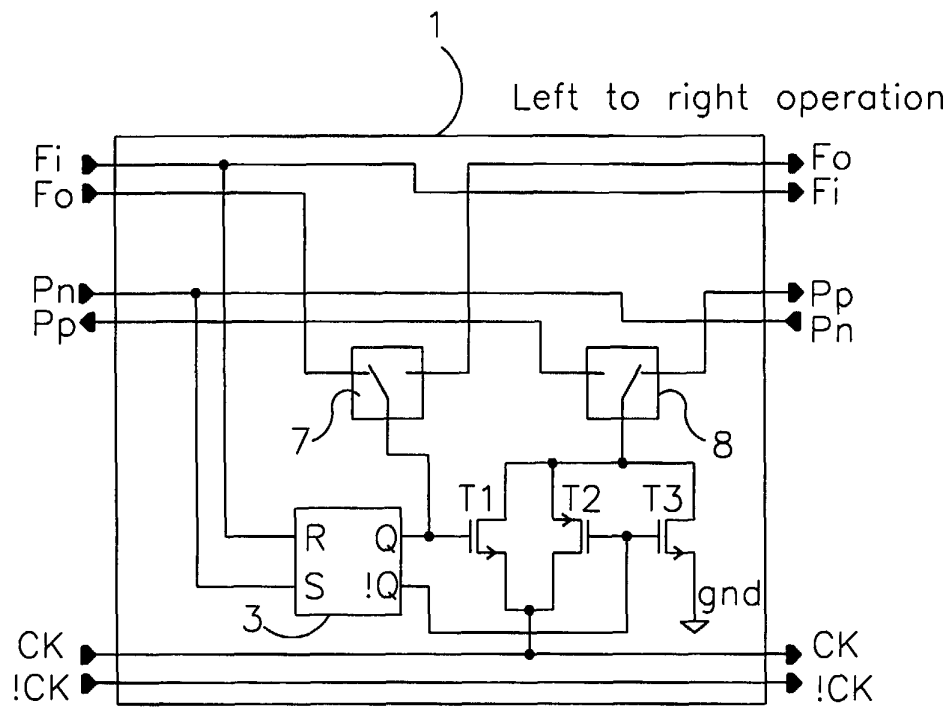 1
Left to right operation
Fi
Fo
Fo
Fi
Pn
Pp
Pp
Pn
7
8
T1
T2
T3
R
Q
S
!Q
gnd
3
CK
CK
!CK
!CK